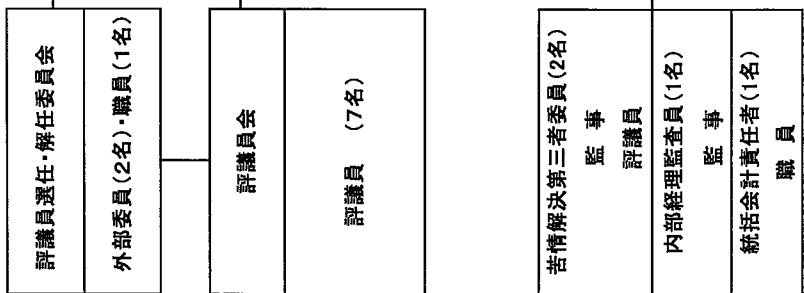 評議員選任・解任委員会
外部委員(2名)・職員(1名)
評議員会
評議員　(7名)
苦情解決第三者委員(2名)
監　事
評議員
内部経理監査員(1名)
監　事
統括会計責任者(1名)
職　員